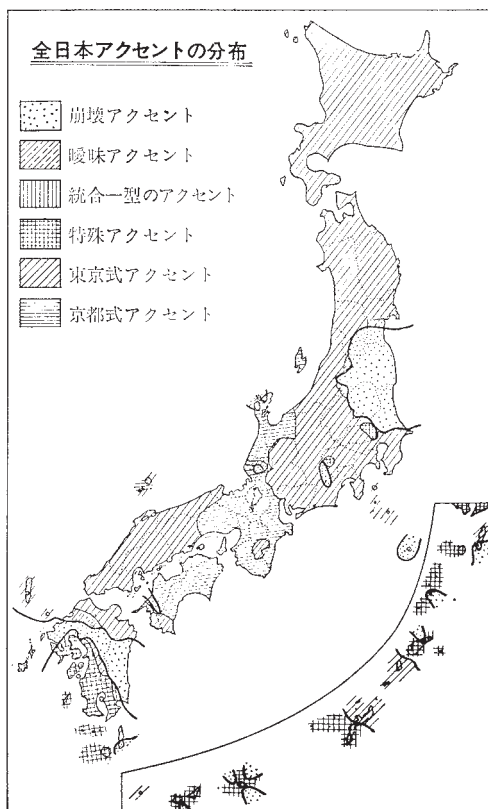 全日本アクセントの分布
崩壊アクセント
曖昧アクセント
統合一型のアクセント
特殊アクセント
東京式アクセント
京都式アクセント